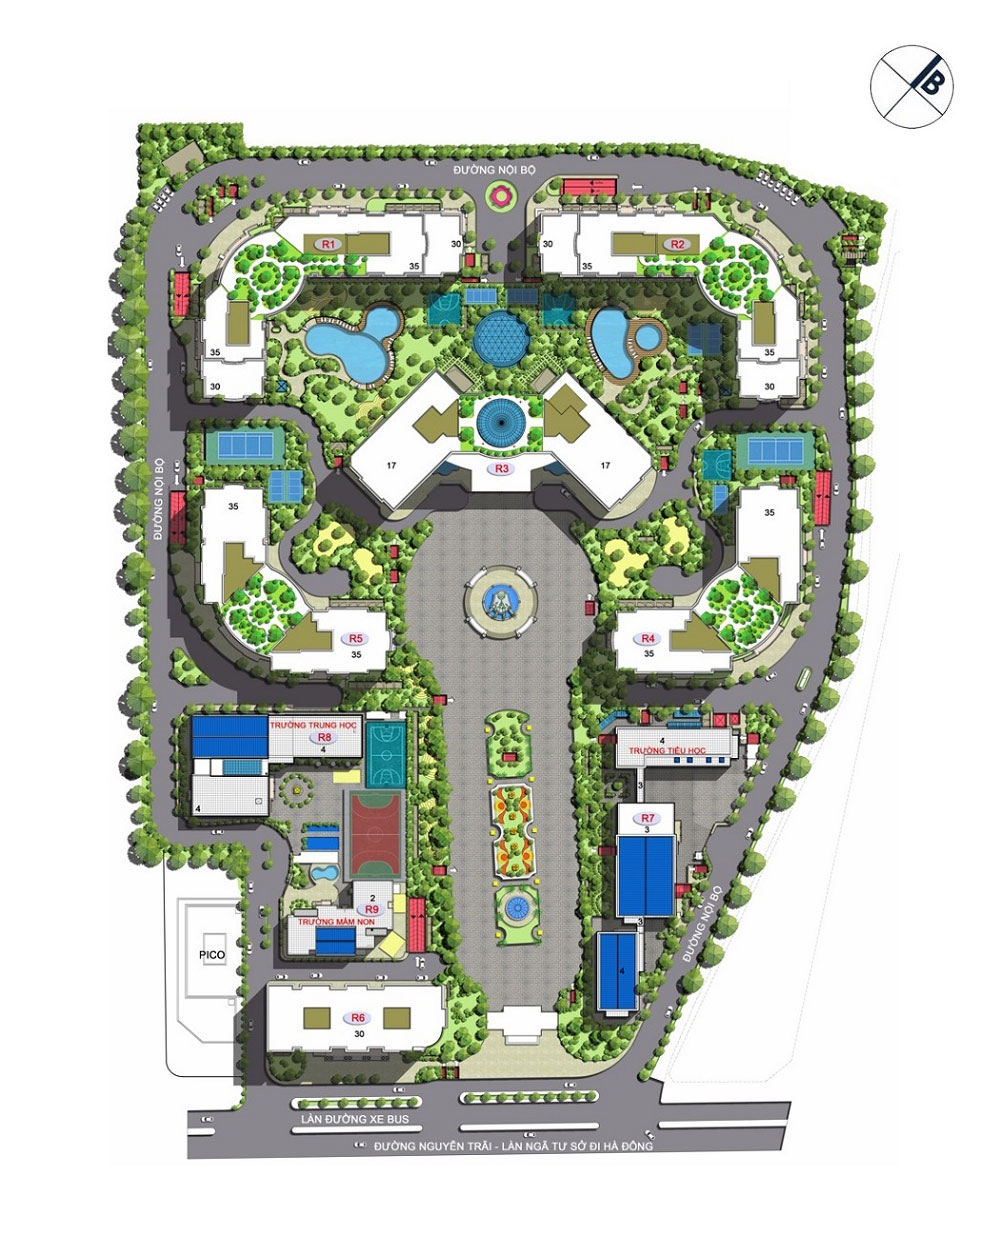 B
ĐƯỜNG NỘI BỘ
R1
30
35
35
30
30
R2
35
35
30
R3
17
17
ĐƯỜNG NỘI BỘ
35
35
R5
35
R4
35
TRƯỜNG TRUNG HỌC
R8
4
4
4
TRƯỜNG TIỂU HỌC
3
R7
3
3
4
2
R9
TRƯỜNG MẦM NON
ĐƯỜNG NỘI BỘ
PICO
R6
30
LÀN ĐƯỜNG XE BUS
ĐƯỜNG NGUYỄN TRÃI - LÀN NGÃ TƯ SỞ ĐI HÀ ĐÔNG